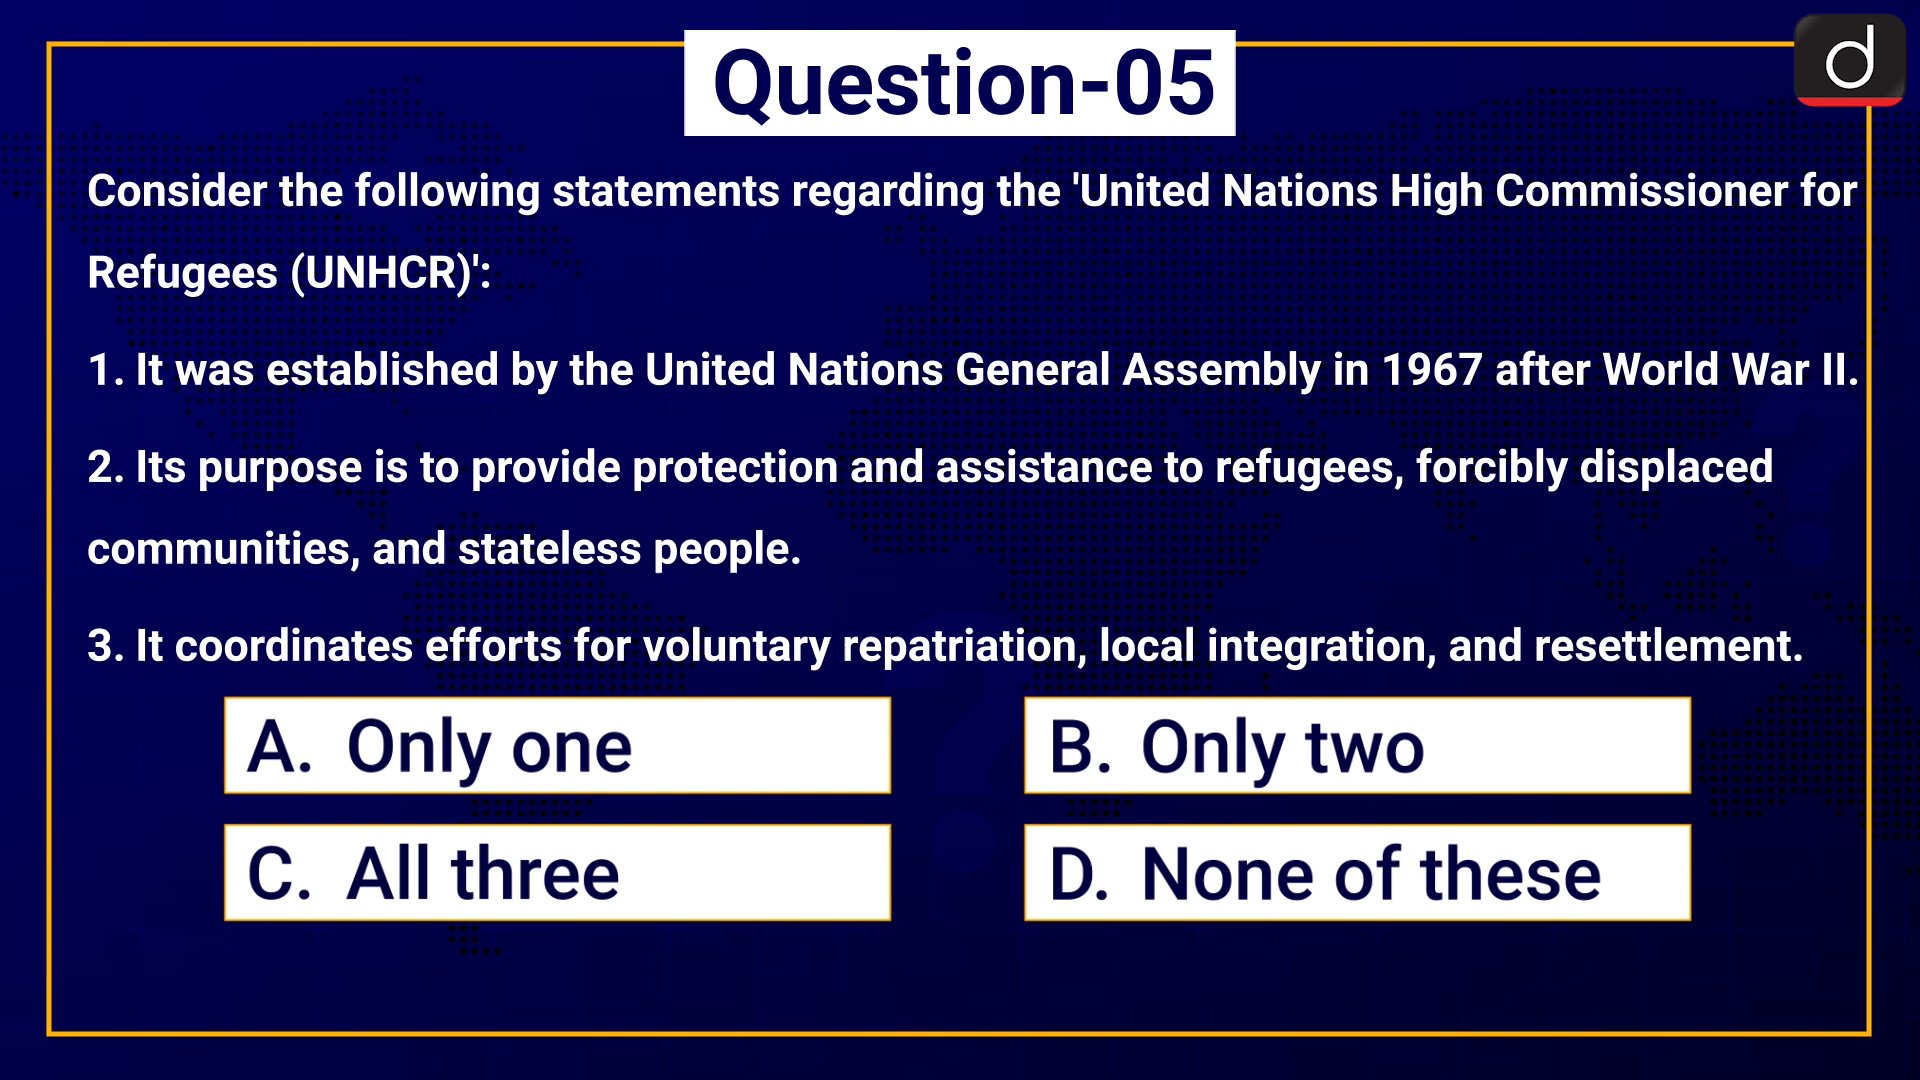 Question-05
d
Consider the following statements regarding the 'United Nations High Commissioner for
Refugees (UNHCR)':
1. It was established by the United Nations General Assembly in 1967 after World War II.
2. Its purpose is to provide protection and assistance to refugees, forcibly displaced
communities, and stateless people.
3. It coordinates efforts for voluntary repatriation, local integration, and resettlement.
A. Only one
B. Only two
C. All three
D. None of these